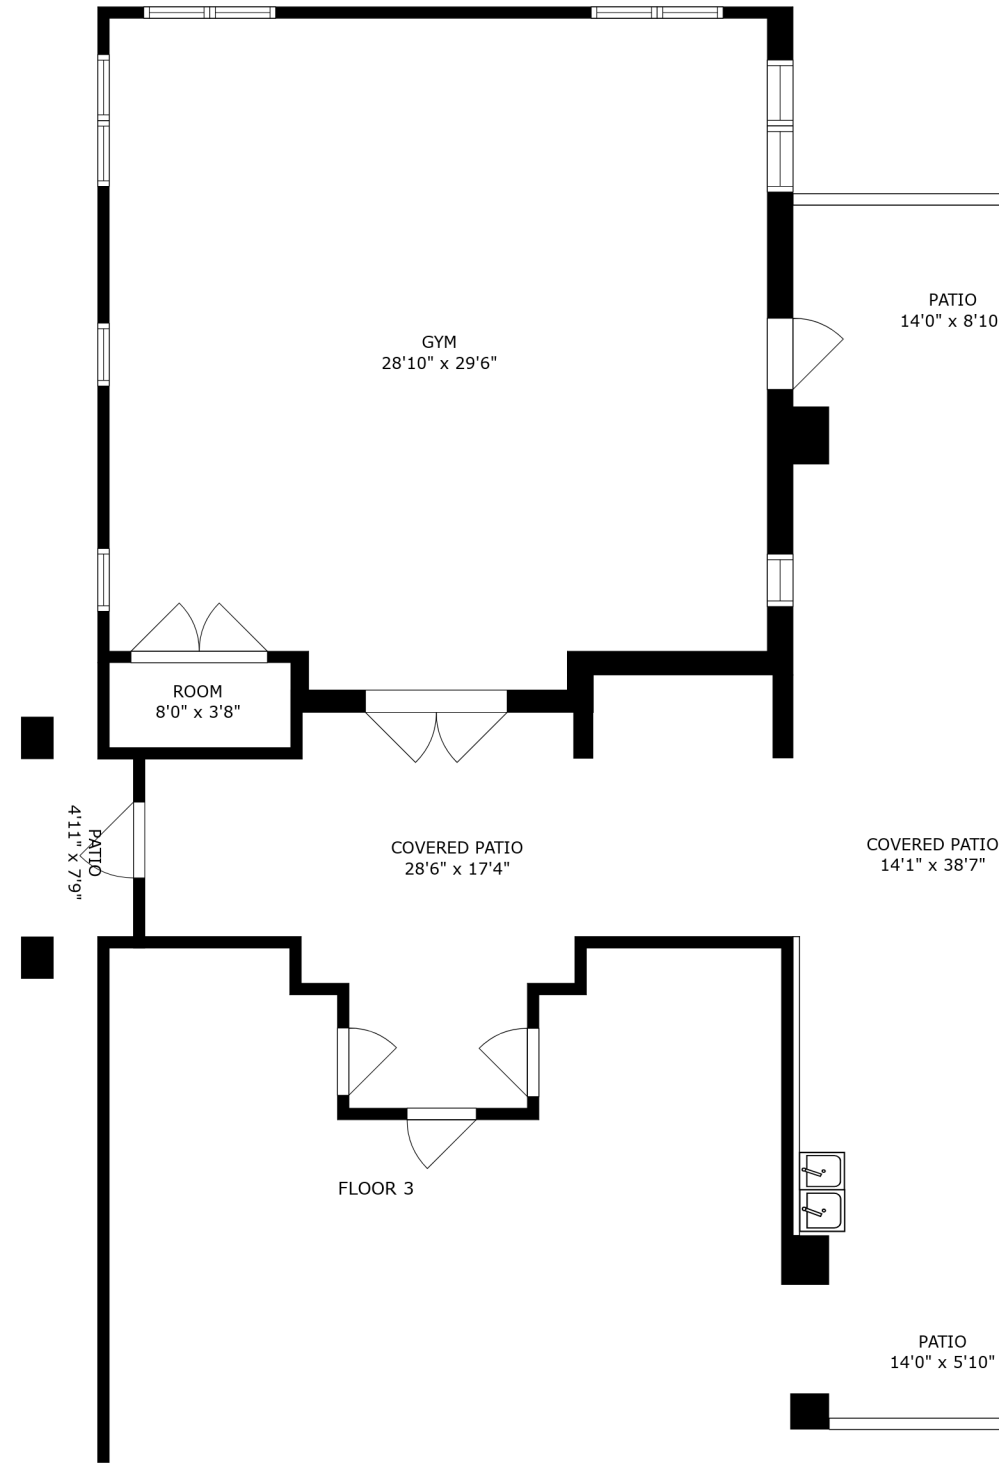 PATIO
14'0" x 8'10
GYM
28'10" x 29'6"
ROOM
8'0" x 3'8"
PATIO
4'11" x 7'9"
COVERED PATIO
28'6" x 17'4"
COVERED PATIO
14'1" x 38'7"
FLOOR 3
PATIO
14'0" x 5'10"